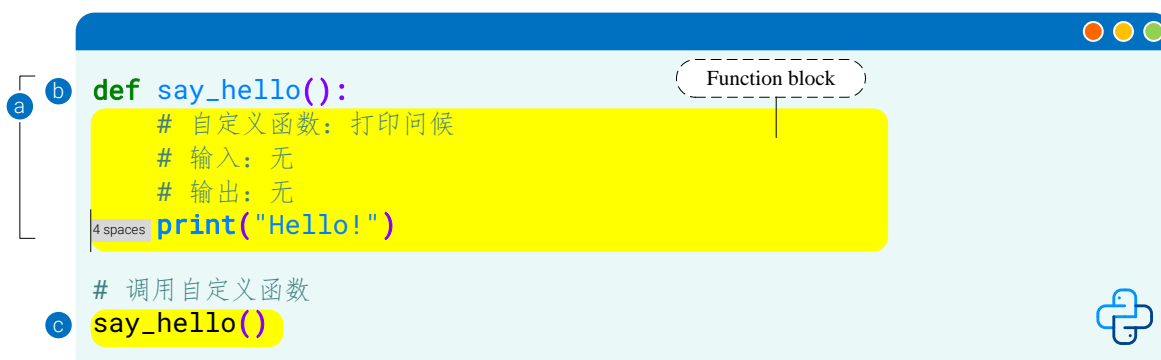 Function block
a
b
def say_hello():
# 自定义函数：打印问候
# 输入：无
# 输出：无
4 spaces print("Hello!")
# 调用自定义函数
c
say_hello()